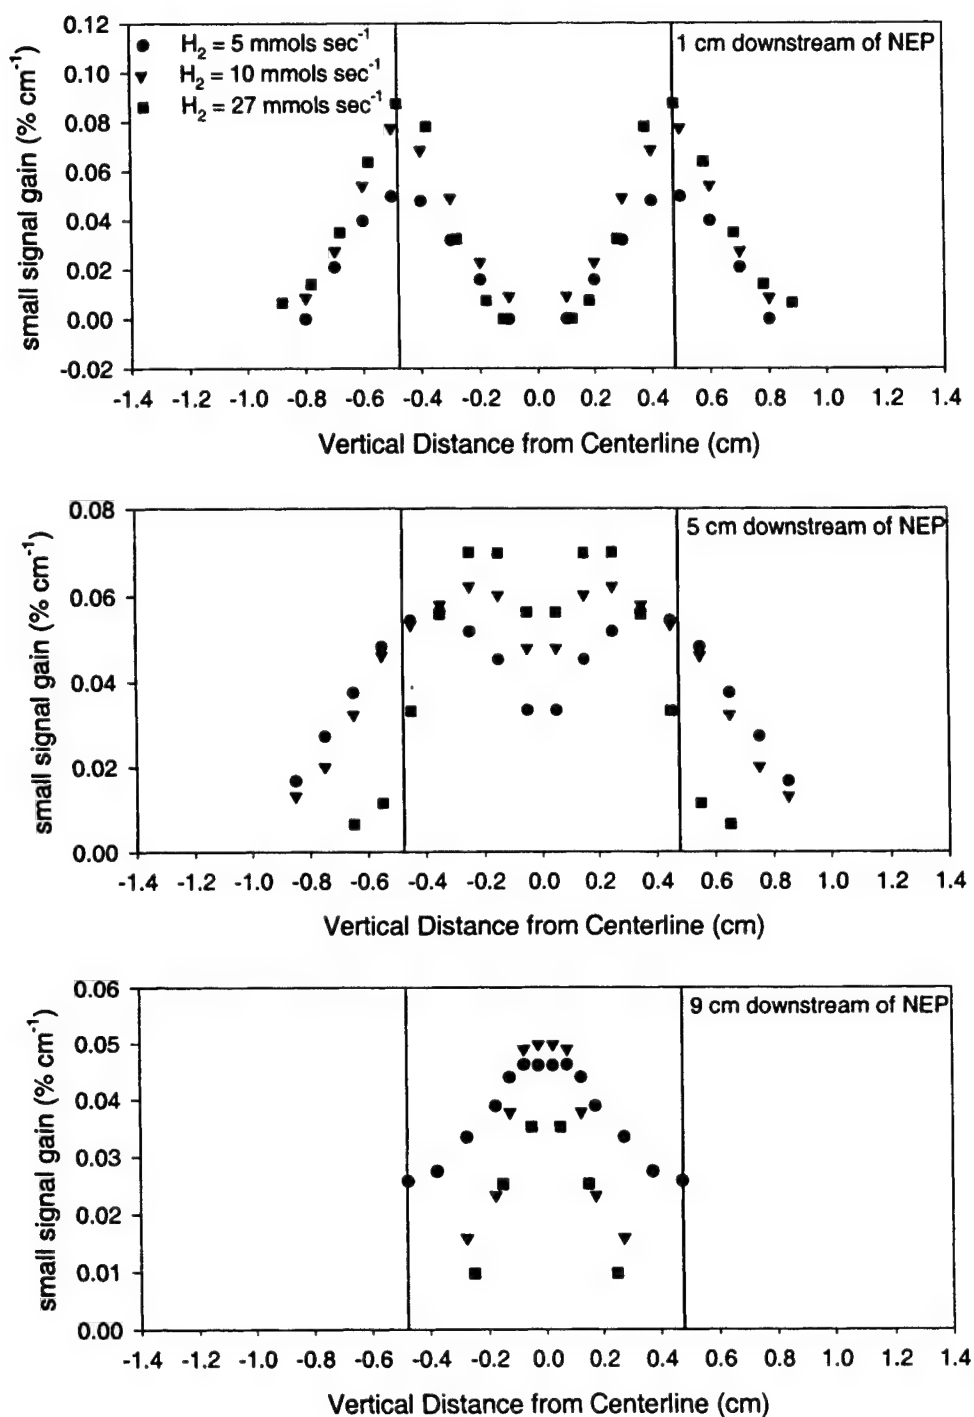 0.12
0.10
0.08
0.06
0.04
0.02
0.00
-0.02
small signal gain (% cm⁻¹)
H₂ = 5 mmols sec⁻¹
H₂ = 10 mmols sec⁻¹
H₂ = 27 mmols sec⁻¹
1 cm downstream of NEP
-1.4 -1.2 -1.0 -0.8 -0.6 -0.4 -0.2 0.0 0.2 0.4 0.6 0.8 1.0 1.2 1.4
Vertical Distance from Centerline (cm)
0.08
0.06
0.04
0.02
0.00
small signal gain (% cm⁻¹)
5 cm downstream of NEP
-1.4 -1.2 -1.0 -0.8 -0.6 -0.4 -0.2 0.0 0.2 0.4 0.6 0.8 1.0 1.2 1.4
Vertical Distance from Centerline (cm)
0.06
0.05
0.04
0.03
0.02
0.01
0.00
small signal gain (% cm⁻¹)
9 cm downstream of NEP
-1.4 -1.2 -1.0 -0.8 -0.6 -0.4 -0.2 0.0 0.2 0.4 0.6 0.8 1.0 1.2 1.4
Vertical Distance from Centerline (cm)